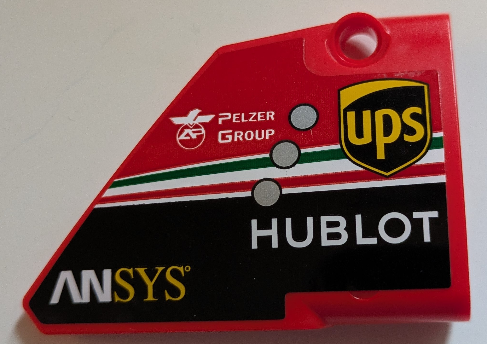 PELZER
GROUP
ups
HUBLOT
ANSYS